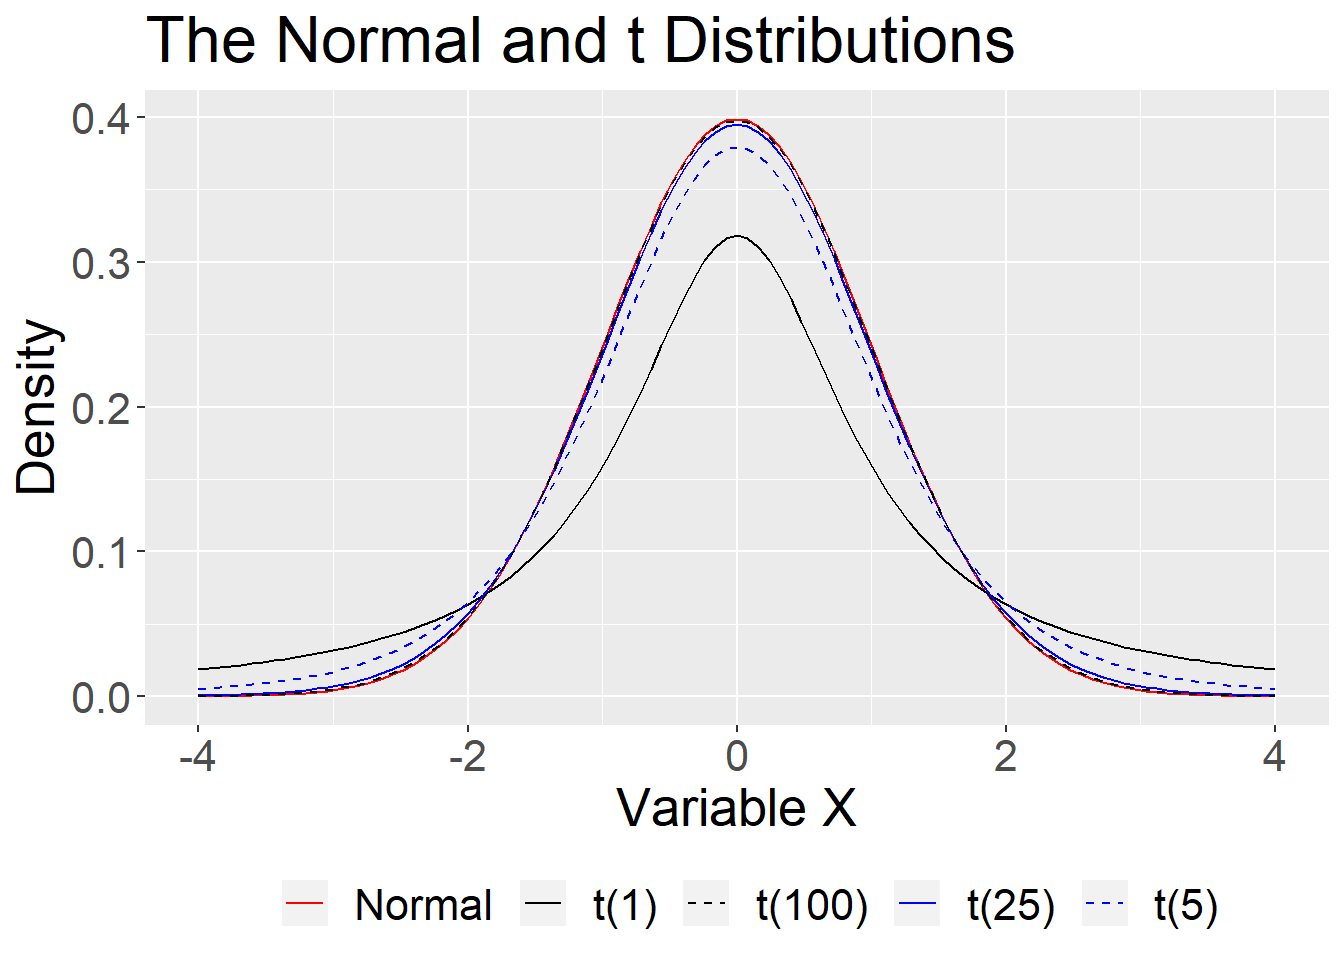 The Normal and t Distributions
0.4
0.3
0.2
0.1
0.0
Density
-4 -2 0 2 4
Variable X
Normal t(1) t(100) t(25) t(5)